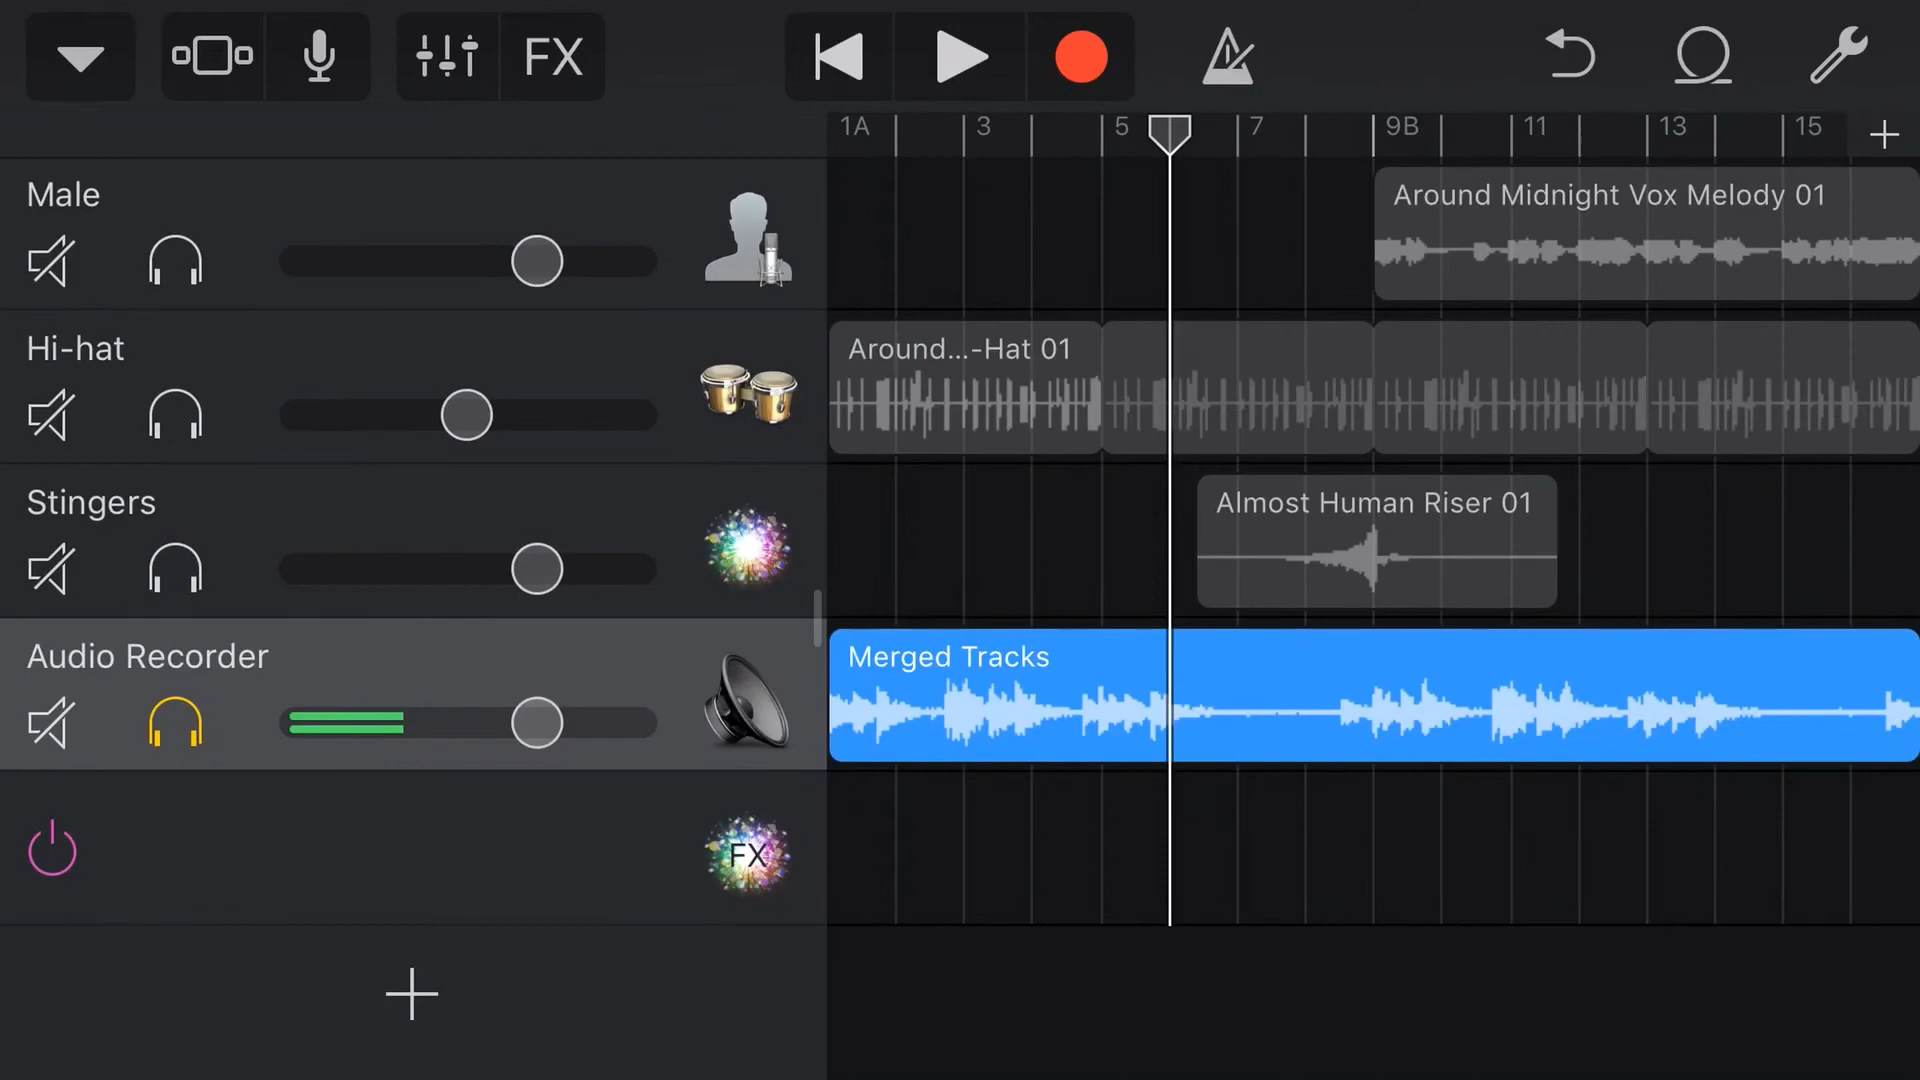 FX
1A 3 5 7 9B 11 13 15
Male
Around Midnight Vox Melody 01
Hi-hat
Around...-Hat 01
Stingers
Almost Human Riser 01
Audio Recorder
Merged Tracks
FX